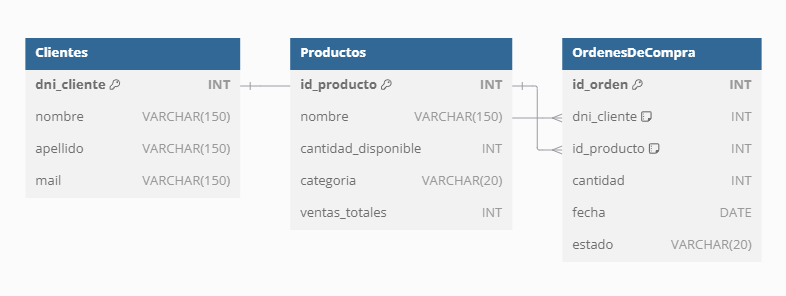 Clientes
dni_cliente INT
nombre VARCHAR(150)
apellido VARCHAR(150)
mail VARCHAR(150)
Productos
id_producto INT
nombre VARCHAR(150)
cantidad_disponible INT
categoria VARCHAR(20)
ventas_totales INT
OrdenesDeCompra
id_orden INT
dni_cliente INT
id_producto INT
cantidad INT
fecha DATE
estado VARCHAR(20)